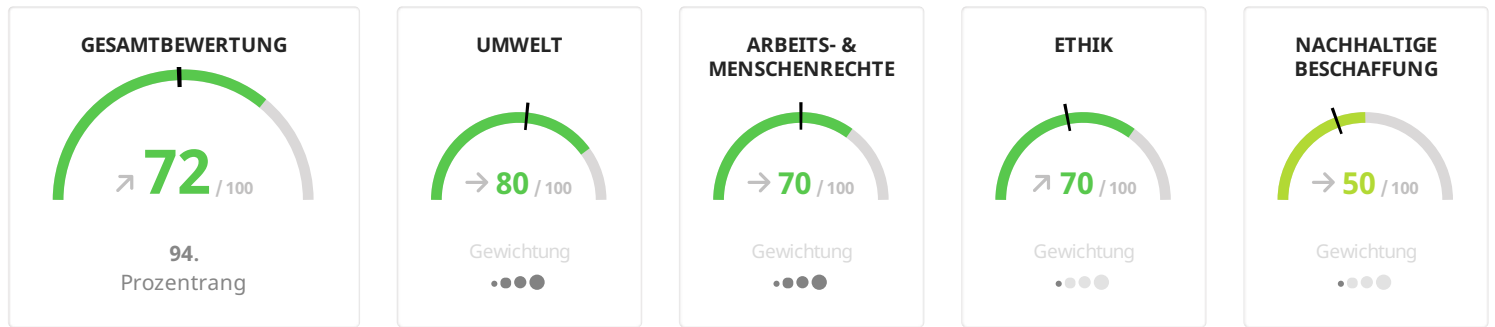 GESAMTBEWERTUNG
72 / 100
94.
Prozentrang
UMWELT
80 / 100
Gewichtung
ARBEITS- &
MENSCHENRECHTE
70 / 100
Gewichtung
ETHIK
70 / 100
Gewichtung
NACHHALTIGE
BESCHAFFUNG
50 / 100
Gewichtung